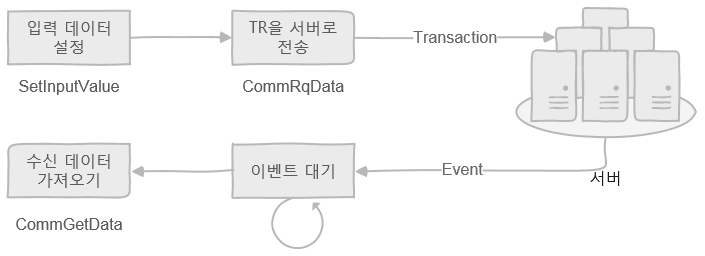 입력 데이터
설정
SetInputValue
TR을 서버로
전송
CommRqData
Transaction
서버
Event
이벤트 대기
수신 데이터
가져오기
CommGetData